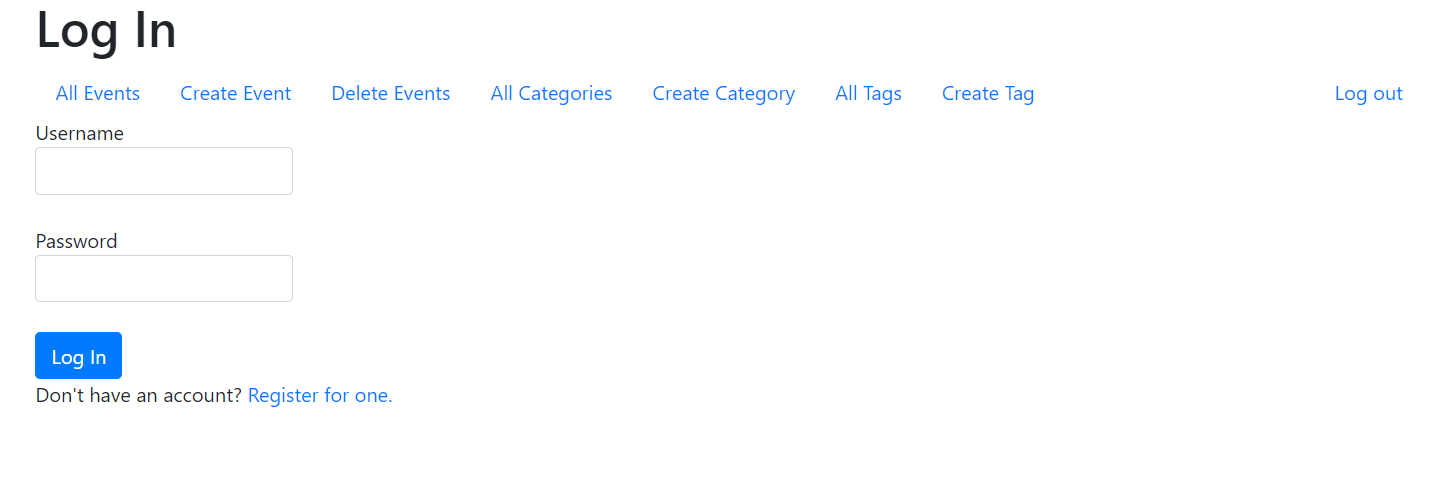 Log In
All Events Create Event Delete Events All Categories Create Category All Tags Create Tag Log out
Username
Password
Log In
Don't have an account? Register for one.